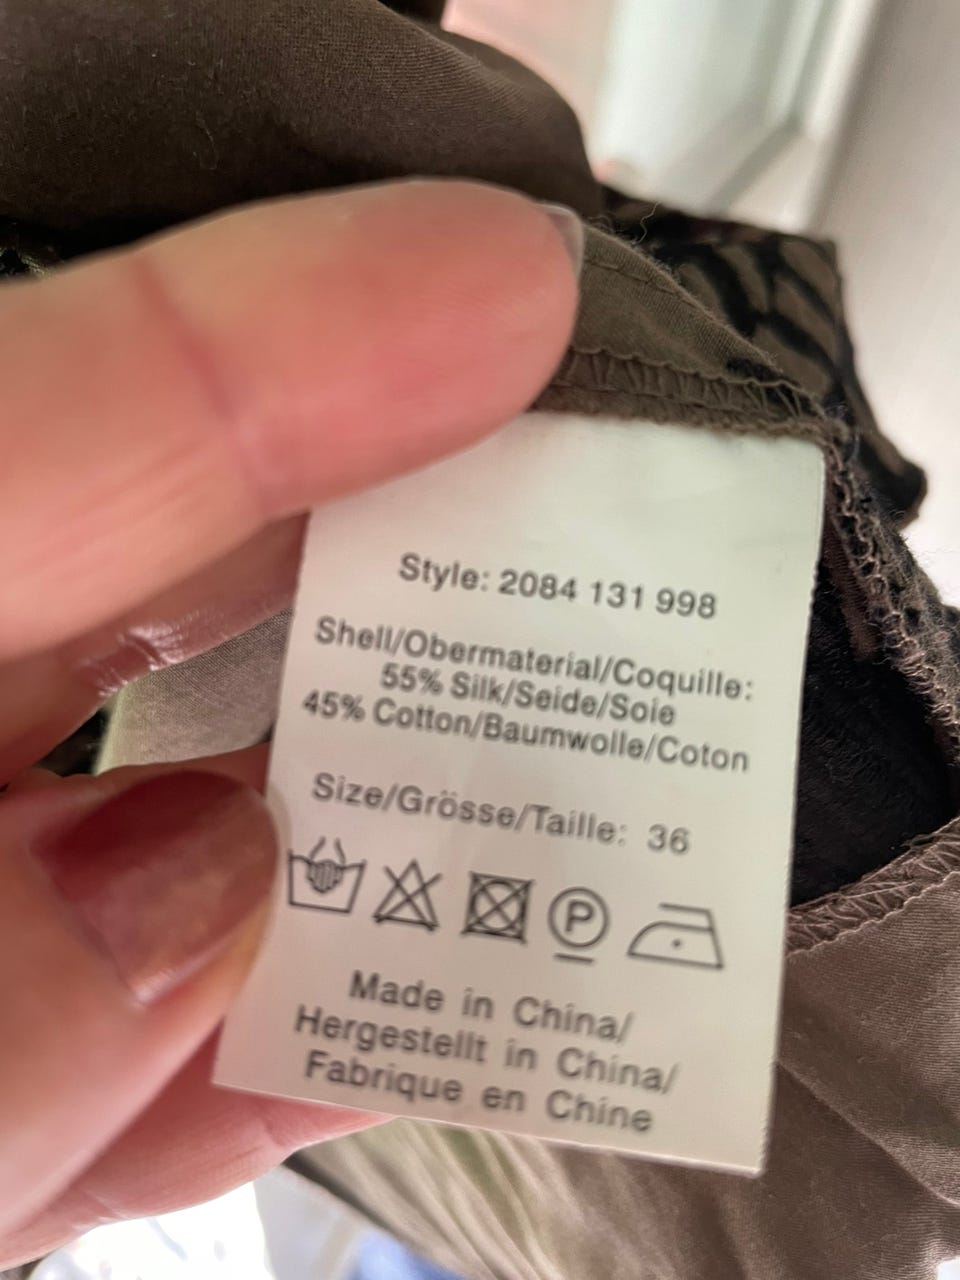 Style: 2084 131 998
Shell/Obermaterial/Coquille:
55% Silk/Seide/Soie
45% Cotton/Baumwolle/Coton
Size/Grösse/Taille: 36
P
Made in China/
Hergestellt in China/
Fabrique en Chine